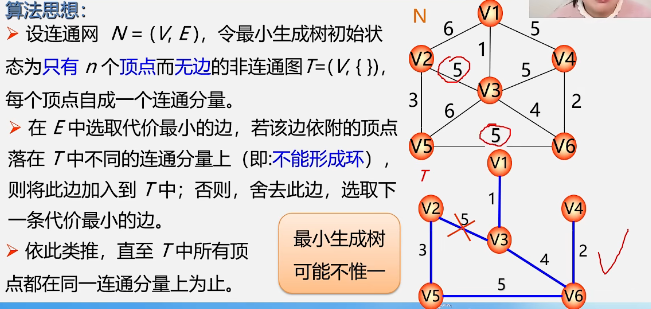 算法思想：
➢ 设连通网 N = (V, E )，令最小生成树初始状
态为只有 n 个顶点而无边的非连通图T=(V, { })，
每个顶点自成一个连通分量。
➢ 在 E 中选取代价最小的边，若该边依附的顶点
落在 T 中不同的连通分量上（即:不能形成环），
则将此边加入到 T 中；否则，舍去此边，选取下
一条代价最小的边。
➢ 依此类推，直至 T 中所有顶
点都在同一连通分量上为止。
最小生成树
可能不惟一
N
V1
6
5
1
V2
V4
5
5
V3
3
6
4
2
5
V5
V6
T
V1
1
V2
V4
5
V3
3
4
2
5
V5
V6